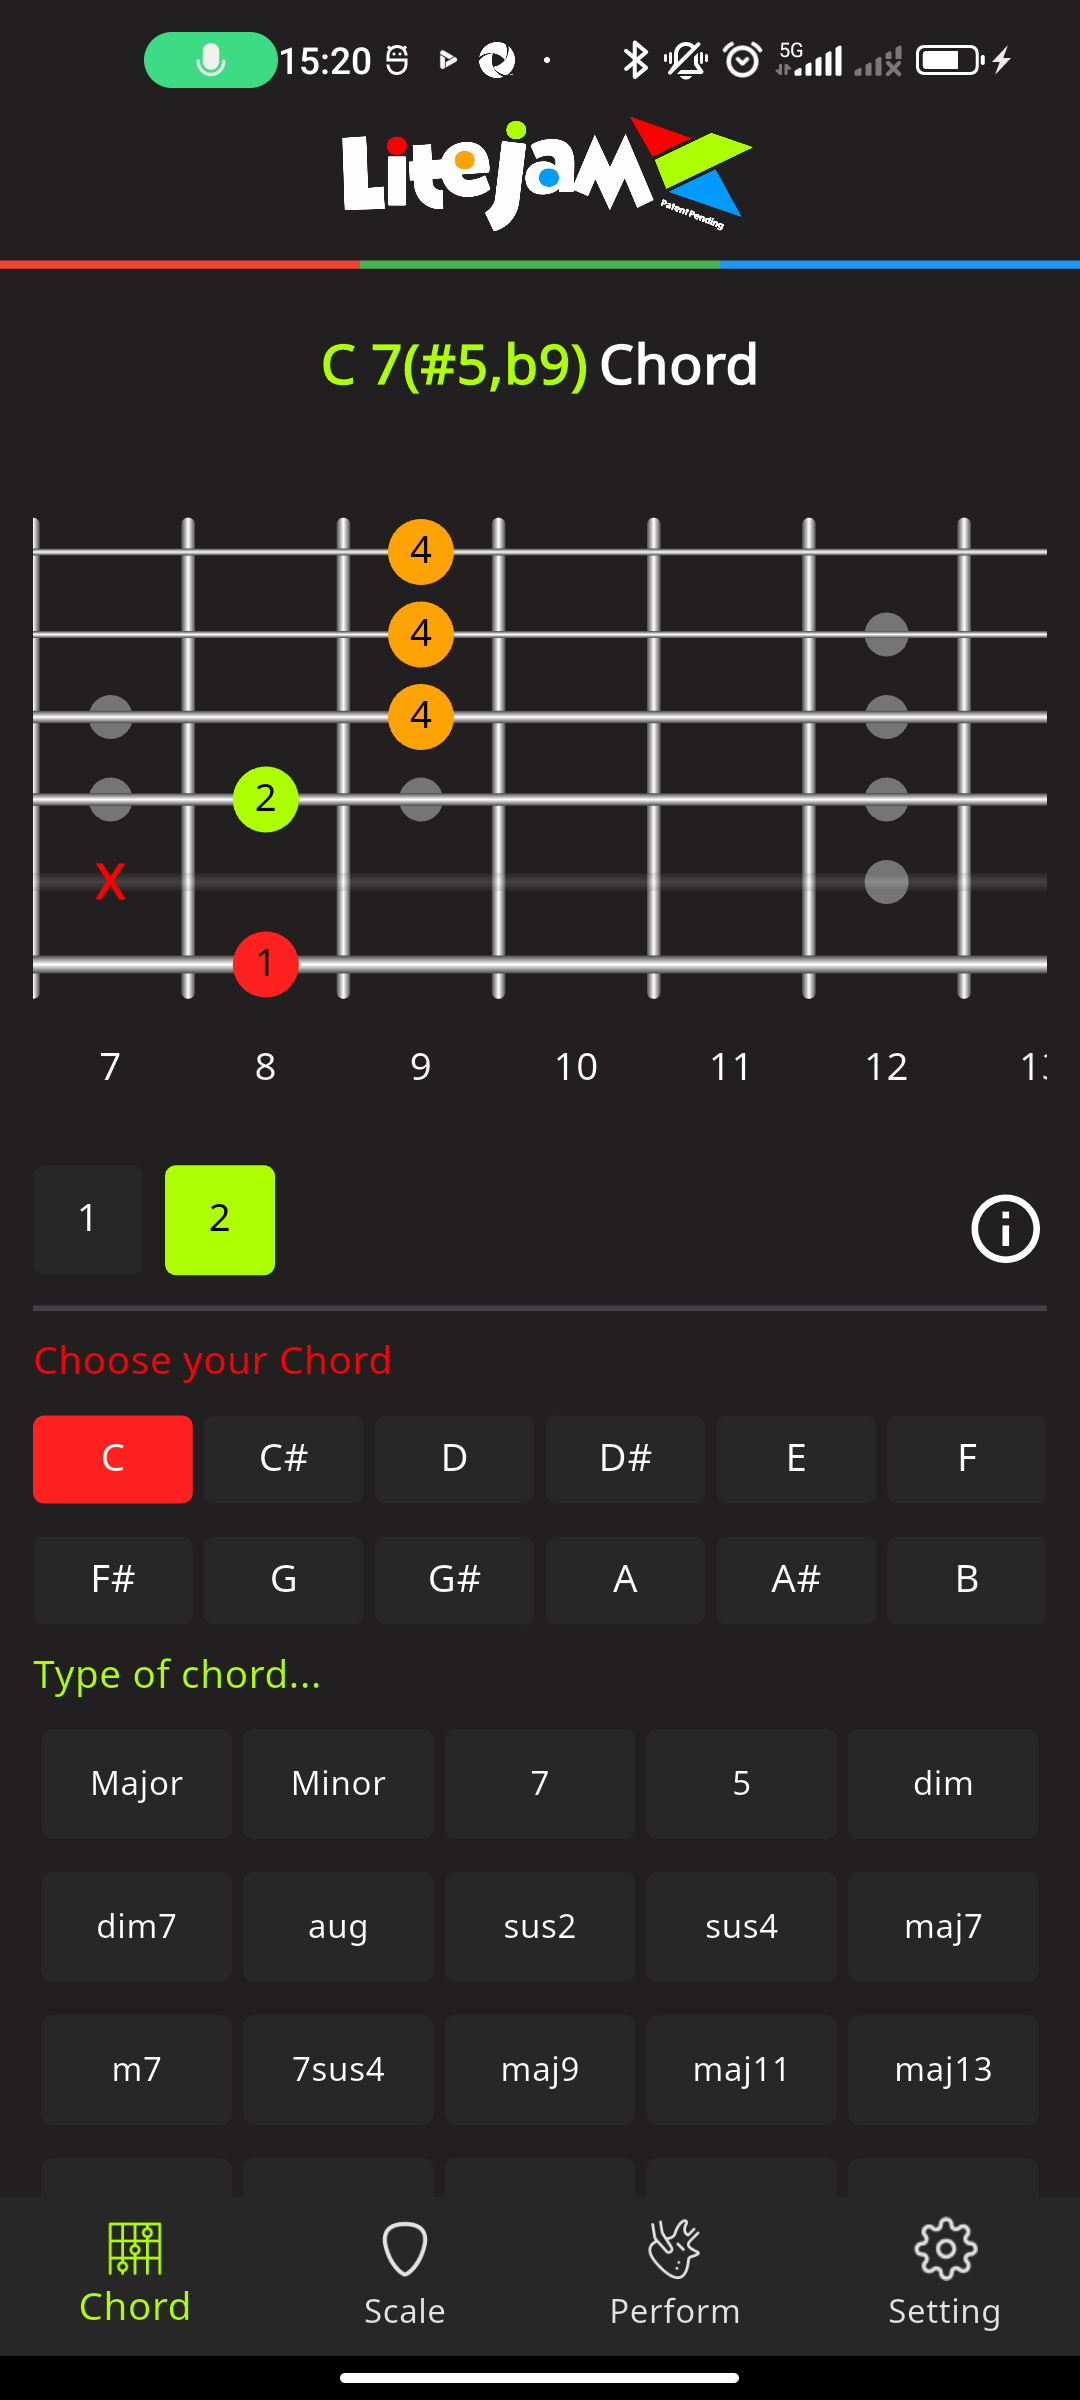 15:20 5G
Litejam
Patent Pending
C 7(#5,b9) Chord
4
4
4
2
X
1
7 8 9 10 11 12
1 2
Choose your Chord
C C# D D# E F
F# G G# A A# B
Type of chord...
Major Minor 7 5 dim
dim7 aug sus2 sus4 maj7
m7 7sus4 maj9 maj11 maj13
Chord Scale Perform Setting